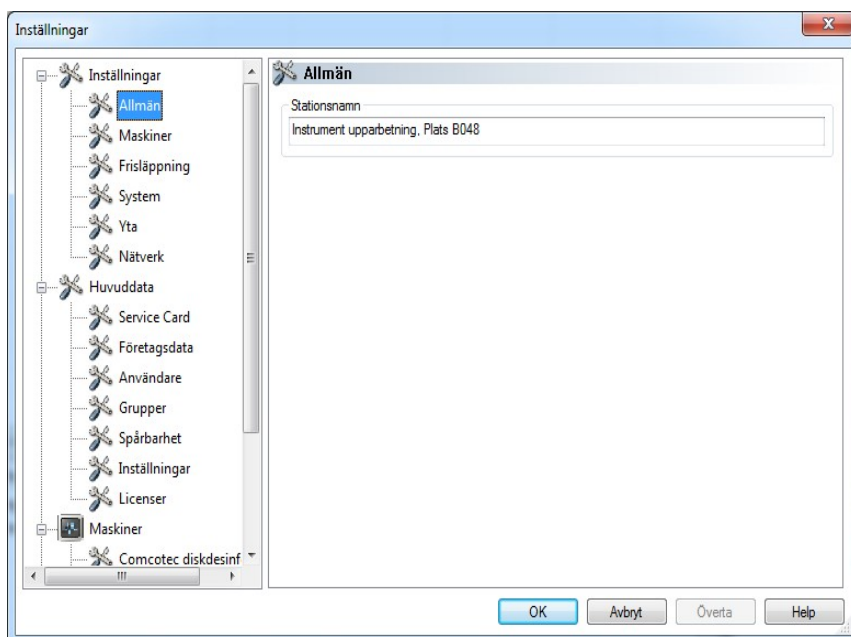 Inställningar
Inställningar
Allmän
Maskiner
Frisläppning
System
Yta
Nätverk
Huvuddata
Service Card
Företagsdata
Användare
Grupper
Spårbarhet
Inställningar
Licenser
Maskiner
Comcotec diskdesinf
Allmän
Stationsnamn
Instrument upparbetning, Plats B048
OK Avbryt Överta Help